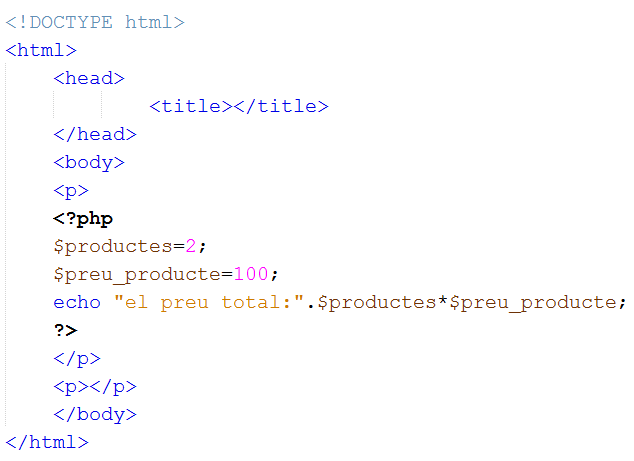 <!DOCTYPE html>
<html>
<head>
<title></title>
</head>
<body>
<p>
<?php
$productes=2;
$preu_producte=100;
echo "el preu total:".$productes*$preu_producte;
?>
</p>
<p></p>
</body>
</html>